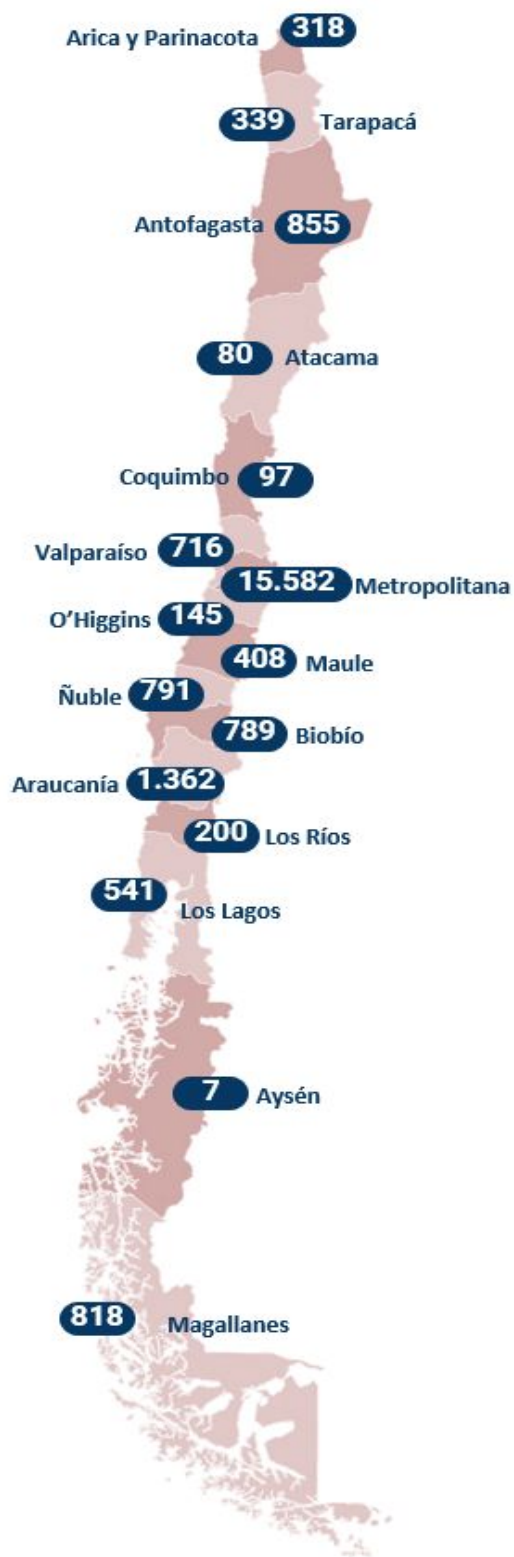 Arica y Parinacota 318
339 Tarapacá
Antofagasta 855
80 Atacama
Coquimbo 97
Valparaíso 716
15.582 Metropolitana
O'Higgins 145
408 Maule
Ñuble 791
789 Biobío
Araucanía 1.362
200 Los Ríos
541 Los Lagos
7 Aysén
818 Magallanes